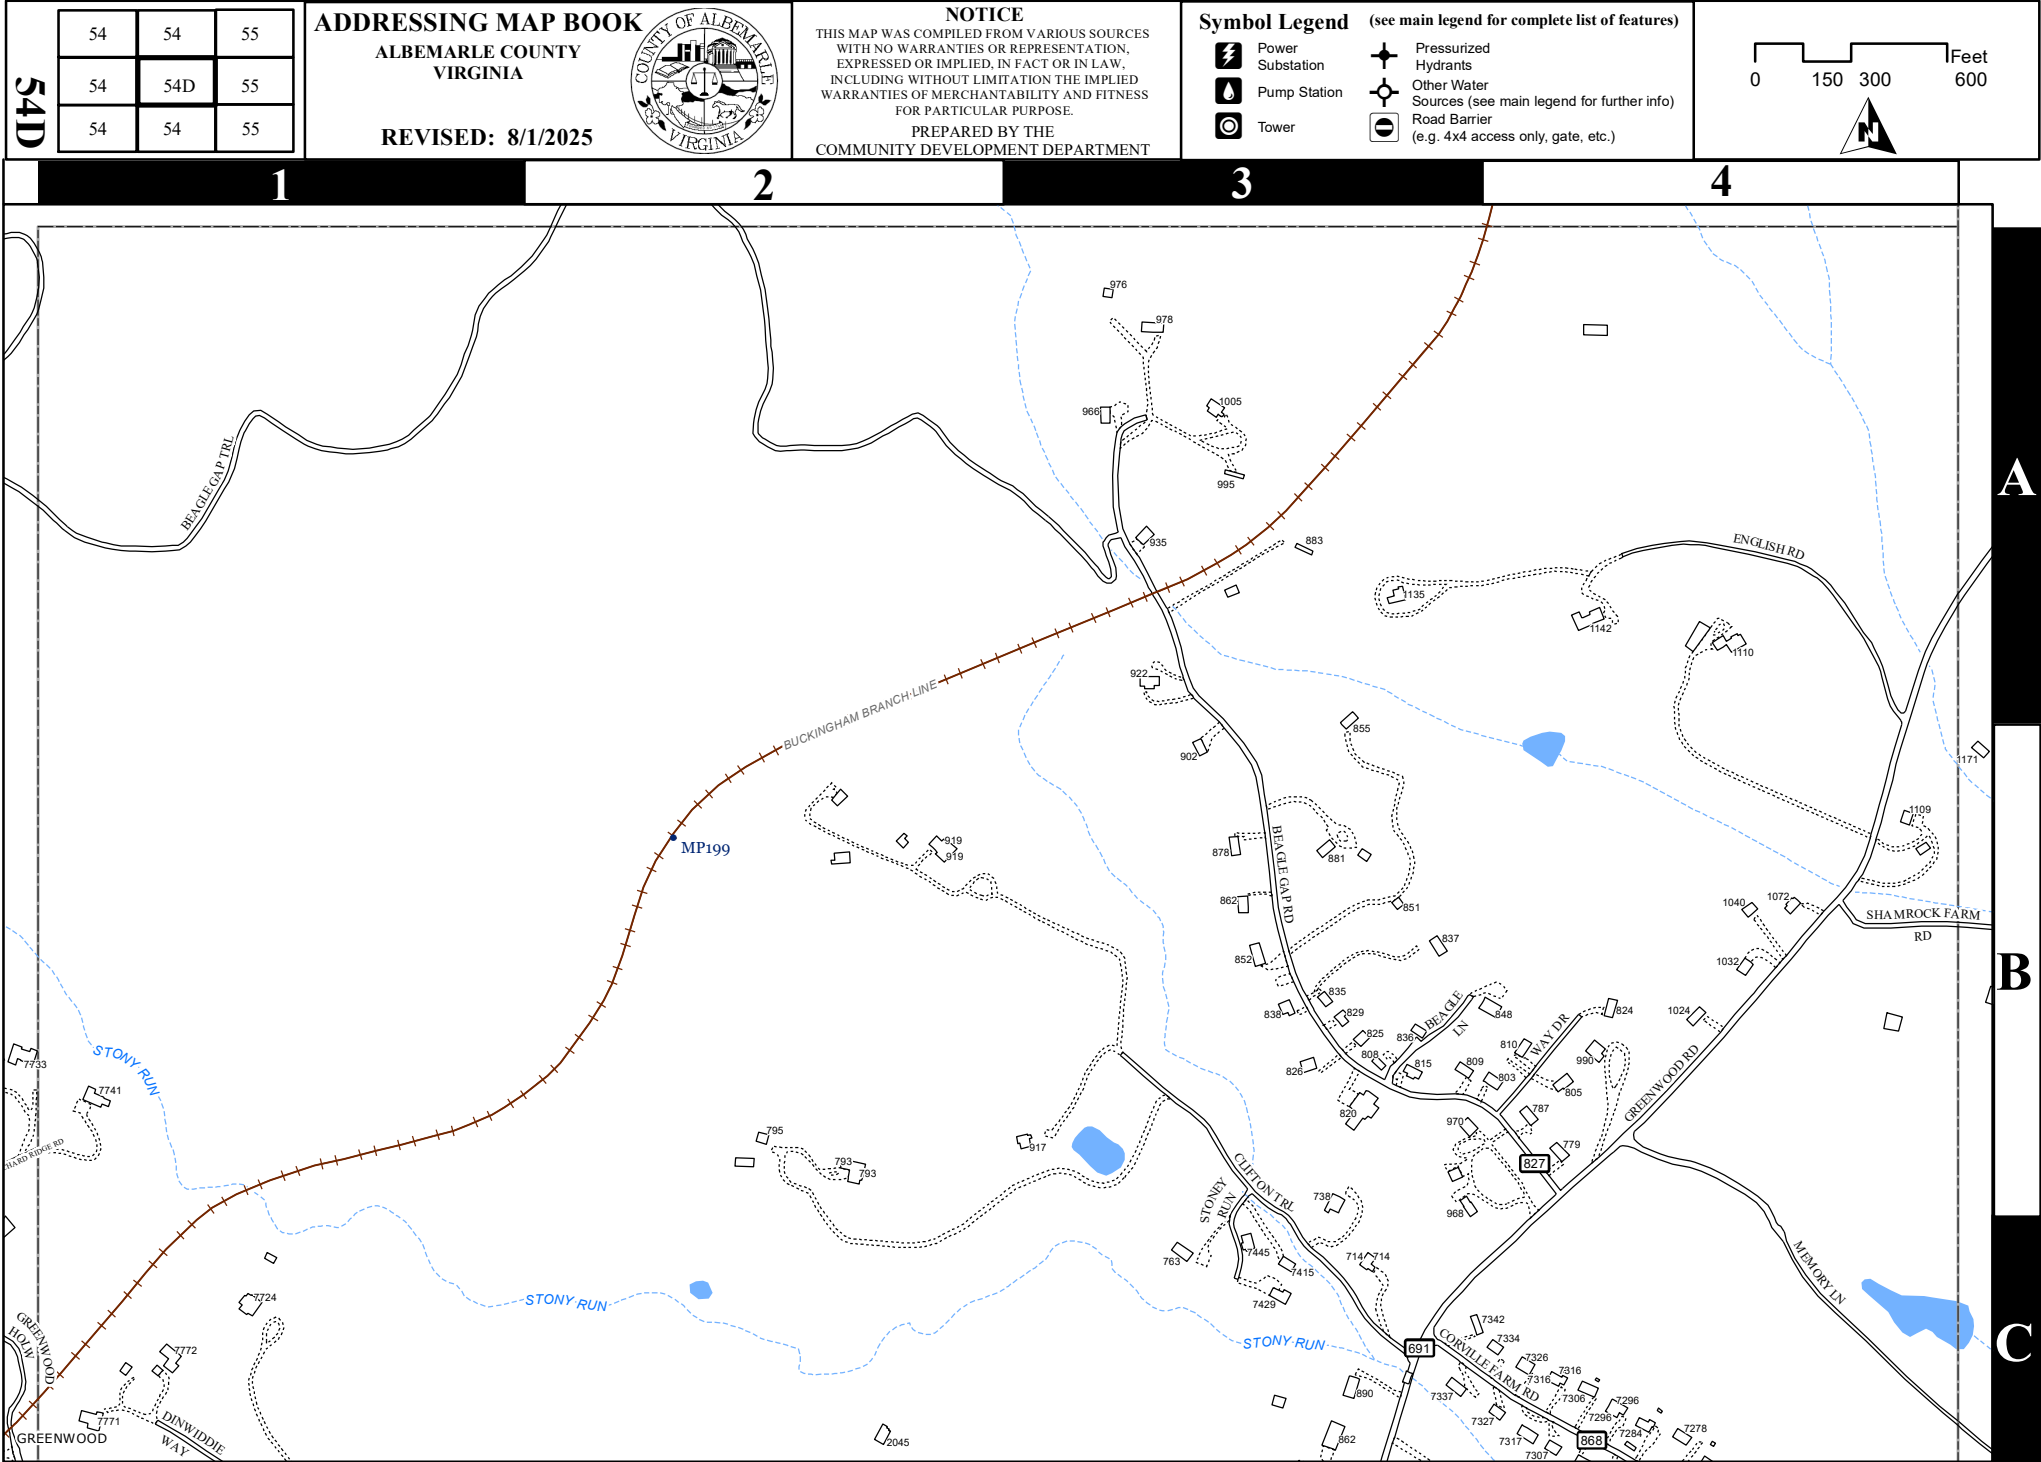 54D
54 54 55
54 54D 55
54 54 55
ADDRESSING MAP BOOK
ALBEMARLE COUNTY
VIRGINIA
REVISED: 8/1/2025
COUNTY OF ALBEMARLE
VIRGINIA
NOTICE
THIS MAP WAS COMPILED FROM VARIOUS SOURCES
WITH NO WARRANTIES OR REPRESENTATION,
EXPRESSED OR IMPLIED, IN FACT OR IN LAW,
INCLUDING WITHOUT LIMITATION THE IMPLIED
WARRANTIES OF MERCHANTABILITY AND FITNESS
FOR PARTICULAR PURPOSE.
PREPARED BY THE
COMMUNITY DEVELOPMENT DEPARTMENT
Symbol Legend (see main legend for complete list of features)
Power
Substation
Pump Station
Tower
Pressurized
Hydrants
Other Water
Sources (see main legend for further info)
Road Barrier
(e.g. 4x4 access only, gate, etc.)
Feet
0 150 300 600
N
1 2 3 4
976
978
966
1005
995
A
BEAGLE GAP TRL
935
883
ENGLISH RD
1135
1142
1110
922
BUCKINGHAM BRANCH LINE
855
902
1171
1109
MP199
919
919
878
881
BEAGLE GAP RD
862
851
1040
1072
SHAMROCK FARM
RD
837
852
1032
B
835
838
829
825
836
BEAGLE
LN
848
824
1024
808
826
815
809
810
WAY DR
990
803
805
GREENWOOD RD
820
787
970
779
827
968
STONY RUN
7733
7741
CHARD RIDGE RD
795
793
793
917
CLIFTON TRL
STONEY
RUN
738
763
7445
7415
7429
714
714
MEMORY LN
7724
STONY RUN
STONY RUN
691
CORVILLE FARM RD
7342
7334
7326
7316
7316
7306
7296
7296
7284
7278
7337
7327
7317
7307
868
890
862
C
GREENWOOD
HOLW
7772
7771
DINWIDDIE
WAY
GREENWOOD
2045